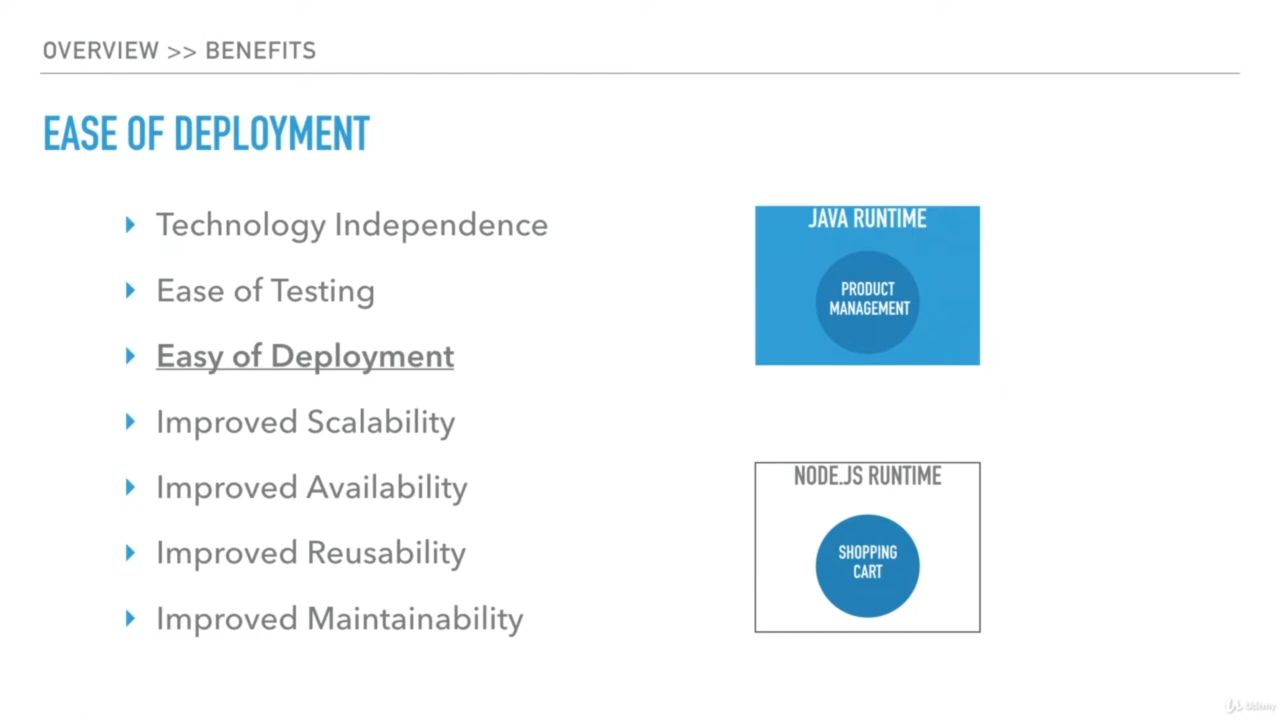 OVERVIEW >> BENEFITS
EASE OF DEPLOYMENT
Technology Independence
Ease of Testing
Easy of Deployment
Improved Scalability
Improved Availability
Improved Reusability
Improved Maintainability
JAVA RUNTIME
PRODUCT
MANAGEMENT
NODE.JS RUNTIME
SHOPPING
CART
Udemy